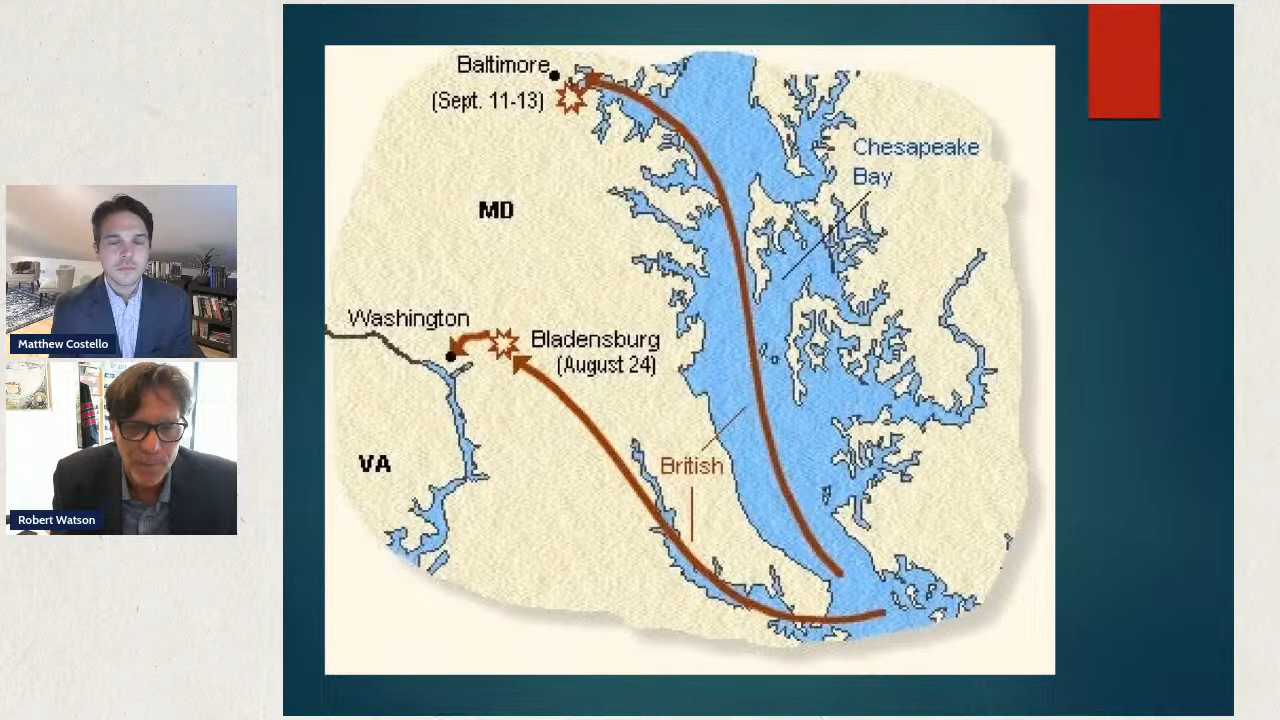 Baltimore
(Sept. 11-13)
Chesapeake
Bay
MD
Washington
Bladensburg
(August 24)
British
VA
Matthew Costello
Robert Watson